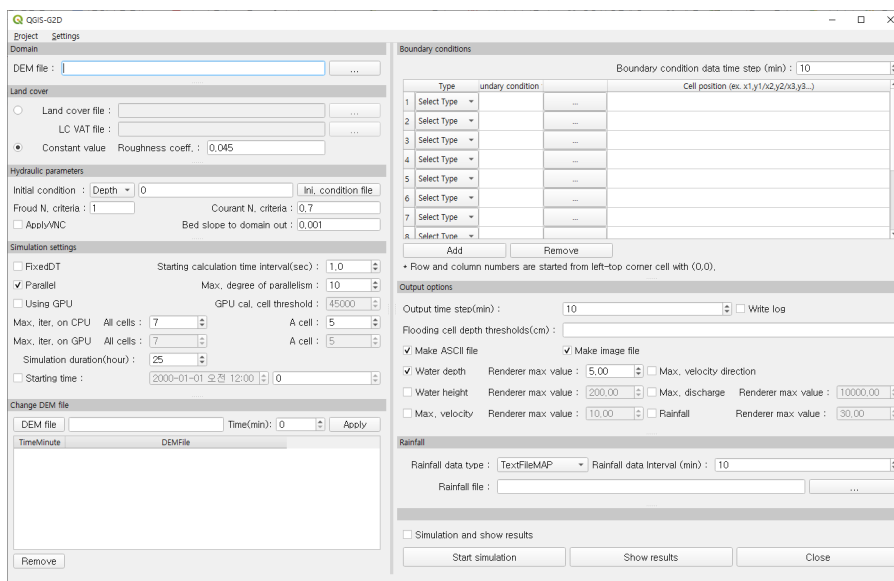 QGIS-G2D
Project Settings
Domain
DEM file : ...
Land cover
Land cover file : ...
LC VAT file : ...
Constant value Roughness coeff. : 0.045
Hydraulic parameters
Initial condition : Depth 0 Ini. condition file
Froud N. criteria : 1 Courant N. criteria : 0.7
ApplyVNC Bed slope to domain out : 0.001
Simulation settings
FixedDT Starting calculation time interval(sec) : 1.0
Parallel Max. degree of parallelism : 10
Using GPU GPU cal. cell threshold : 45000
Max. iter. on CPU All cells : 7 A cell : 5
Max. iter. on GPU All cells : 7 A cell : 5
Simulation duration(hour) : 25
Starting time : 2000-01-01 오전 12:00 0
Change DEM file
DEM file Time(min): 0 Apply
TimeMinute DEMFile
Remove
Boundary conditions
Boundary condition data time step (min) : 10
Type undary condition Cell position (ex. x1,y1/x2,y2/x3,y3...)
1 Select Type ...
2 Select Type ...
3 Select Type ...
4 Select Type ...
5 Select Type ...
6 Select Type ...
7 Select Type ...
8 Select Type
Add Remove
* Row and column numbers are started from left-top corner cell with (0,0).
Output options
Output time step(min) : 10 Write log
Flooding cell depth thresholds(cm) :
Make ASCII file Make image file
Water depth Renderer max value : 5.00 Max. velocity direction
Water height Renderer max value : 200.00 Max. discharge Renderer max value : 10000.00
Max. velocity Renderer max value : 10.00 Rainfall Renderer max value : 30.00
Rainfall
Rainfall data type : TextFileMAP Rainfall data Interval (min) : 10
Rainfall file : ...
Simulation and show results
Start simulation Show results Close